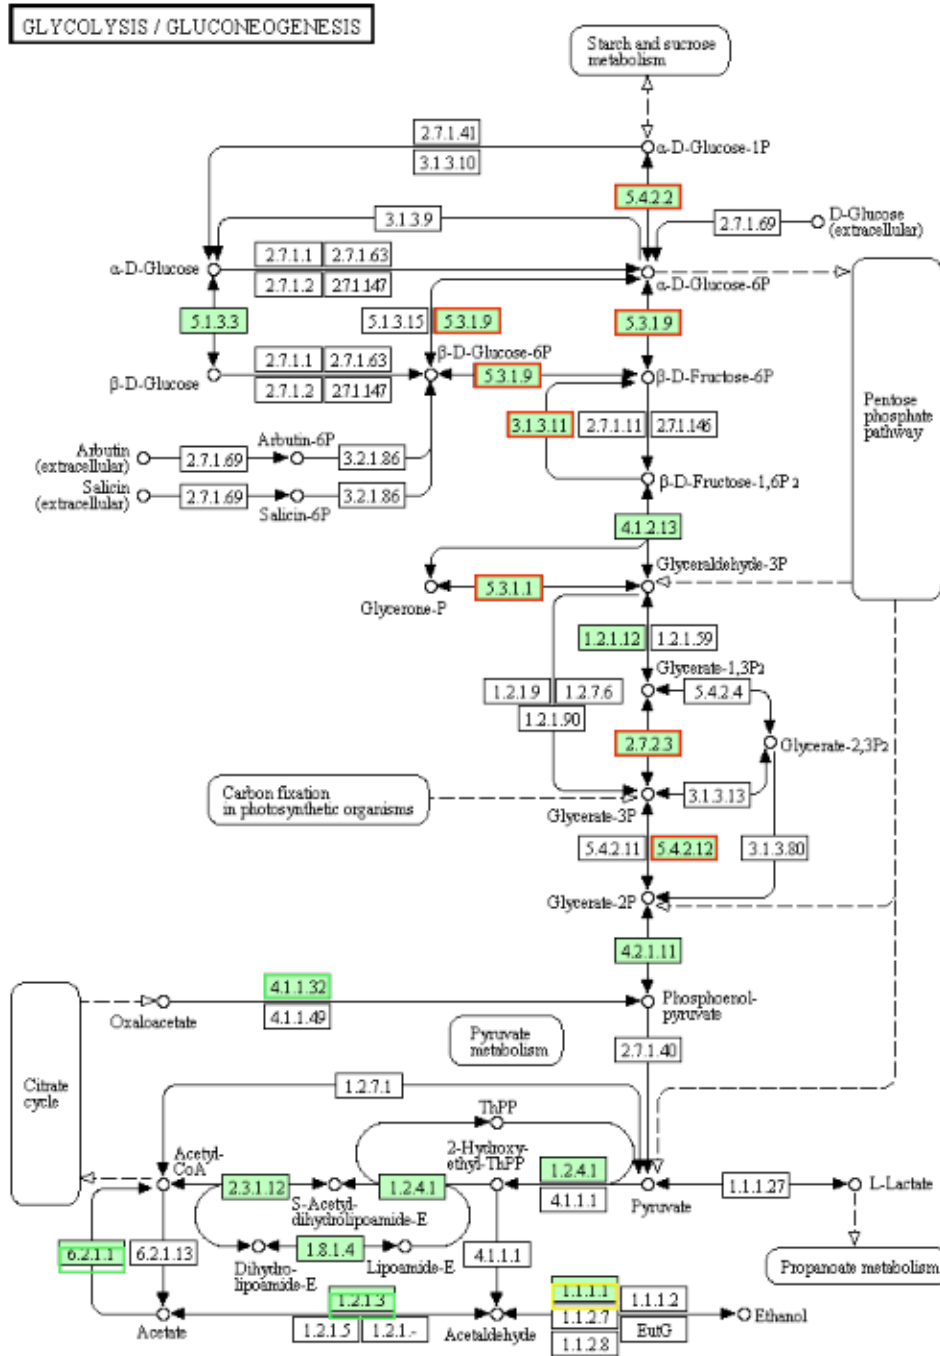 GLYCOLYSIS / GLUCONEOGENESIS
Starch and sucrose
metabolism
2.7.1.41
3.1.3.10
α-D-Glucose-1P
5.4.2.2
3.1.3.9
2.7.1.69
D-Glucose
(extracellular)
α-D-Glucose
2.7.1.1
2.7.1.63
2.7.1.2
2.7.1.147
α-D-Glucose-6P
5.1.3.3
5.1.3.15
5.3.1.9
5.3.1.9
β-D-Glucose-6P
β-D-Glucose
2.7.1.1
2.7.1.63
2.7.1.2
2.7.1.147
5.3.1.9
β-D-Fructose-6P
Pentose
phosphate
pathway
3.1.3.11
2.7.1.11
2.7.1.146
Arbutin
(extracellular)
2.7.1.69
Arbutin-6P
3.2.1.86
Salicin
(extracellular)
2.7.1.69
Salicin-6P
3.2.1.86
β-D-Fructose-1,6P2
4.1.2.13
Glyceraldehyde-3P
Glycerone-P
5.3.1.1
1.2.1.12
1.2.1.59
Glycerate-1,3P2
1.2.1.9
1.2.7.6
1.2.1.90
5.4.2.4
2.7.2.3
Glycerate-2,3P2
Carbon fixation
in photosynthetic organisms
3.1.3.13
Glycerate-3P
5.4.2.11
5.4.2.12
3.1.3.80
Glycerate-2P
4.2.1.11
4.1.1.32
4.1.1.49
Oxaloacetate
Phosphoenol-
pyruvate
Pyruvate
metabolism
2.7.1.40
Citrate
cycle
1.2.7.1
ThPP
Acetyl-
CoA
2-Hydroxy-
ethyl-ThPP
1.2.4.1
4.1.1.1
2.3.1.12
S-Acetyl-
dihydrolipoamide-E
1.2.4.1
Pyruvate
1.1.1.27
L-Lactate
6.2.1.1
6.2.1.13
Dihydro-
lipoamide-E
1.8.1.4
Lipoamide-E
4.1.1.1
Propanoate metabolism
Acetate
1.2.1.3
1.2.1.5
1.2.1.-
Acetaldehyde
1.1.1.1
1.1.1.2
1.1.2.7
EutG
1.1.2.8
Ethanol